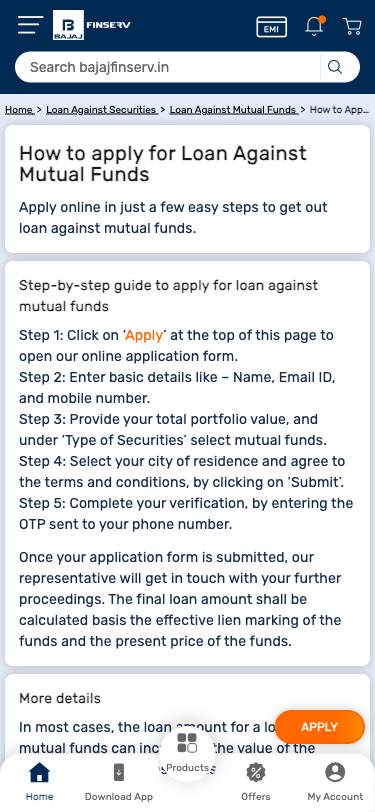 BAJAJ FINSERV
EMI
Search bajajfinserv.in
Home > Loan Against Securities > Loan Against Mutual Funds > How to App...
How to apply for Loan Against
Mutual Funds
Apply online in just a few easy steps to get out
loan against mutual funds.
Step-by-step guide to apply for loan against
mutual funds
Step 1: Click on ‘Apply’ at the top of this page to
open our online application form.
Step 2: Enter basic details like – Name, Email ID,
and mobile number.
Step 3: Provide your total portfolio value, and
under ‘Type of Securities’ select mutual funds.
Step 4: Select your city of residence and agree to
the terms and conditions, by clicking on ‘Submit’.
Step 5: Complete your verification, by entering the
OTP sent to your phone number.
Once your application form is submitted, our
representative will get in touch with your further
proceedings. The final loan amount shall be
calculated basis the effective lien marking of the
funds and the present price of the funds.
More details
In most cases, the loan amount for a lo
APPLY
mutual funds can inc the value of the
Products
Home
Download App
Offers
My Account